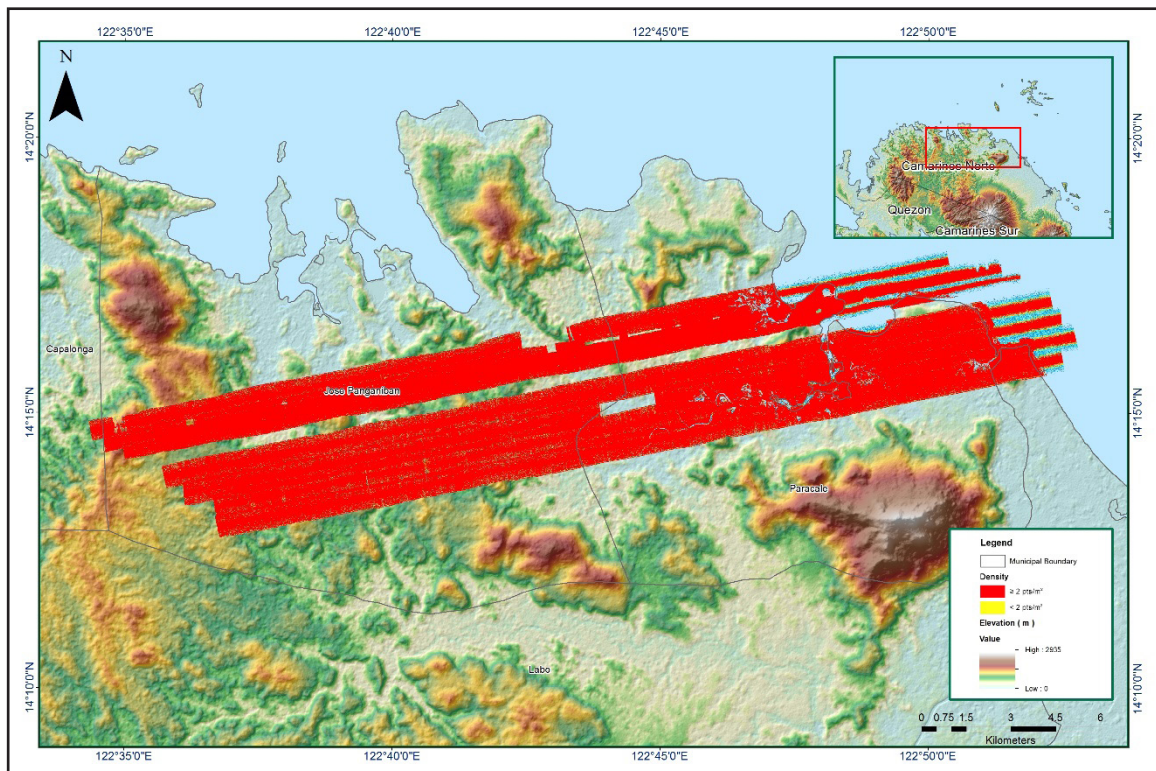 122°35'0"E 122°40'0"E 122°45'0"E 122°50'0"E
N
14°20'0"N 14°20'0"N
Camarines Norte
Quezon
Camarines Sur
Capalonga
Jose Panganiban
14°15'0"N 14°15'0"N
Paracale
Legend
Municipal Boundary
Density
≥ 2 pts/m²
< 2 pts/m²
Elevation ( m )
Value
High : 2935
Low : 0
Labo
14°10'0"N 14°10'0"N
0 0.75 1.5 3 4.5 6
Kilometers
122°35'0"E 122°40'0"E 122°45'0"E 122°50'0"E